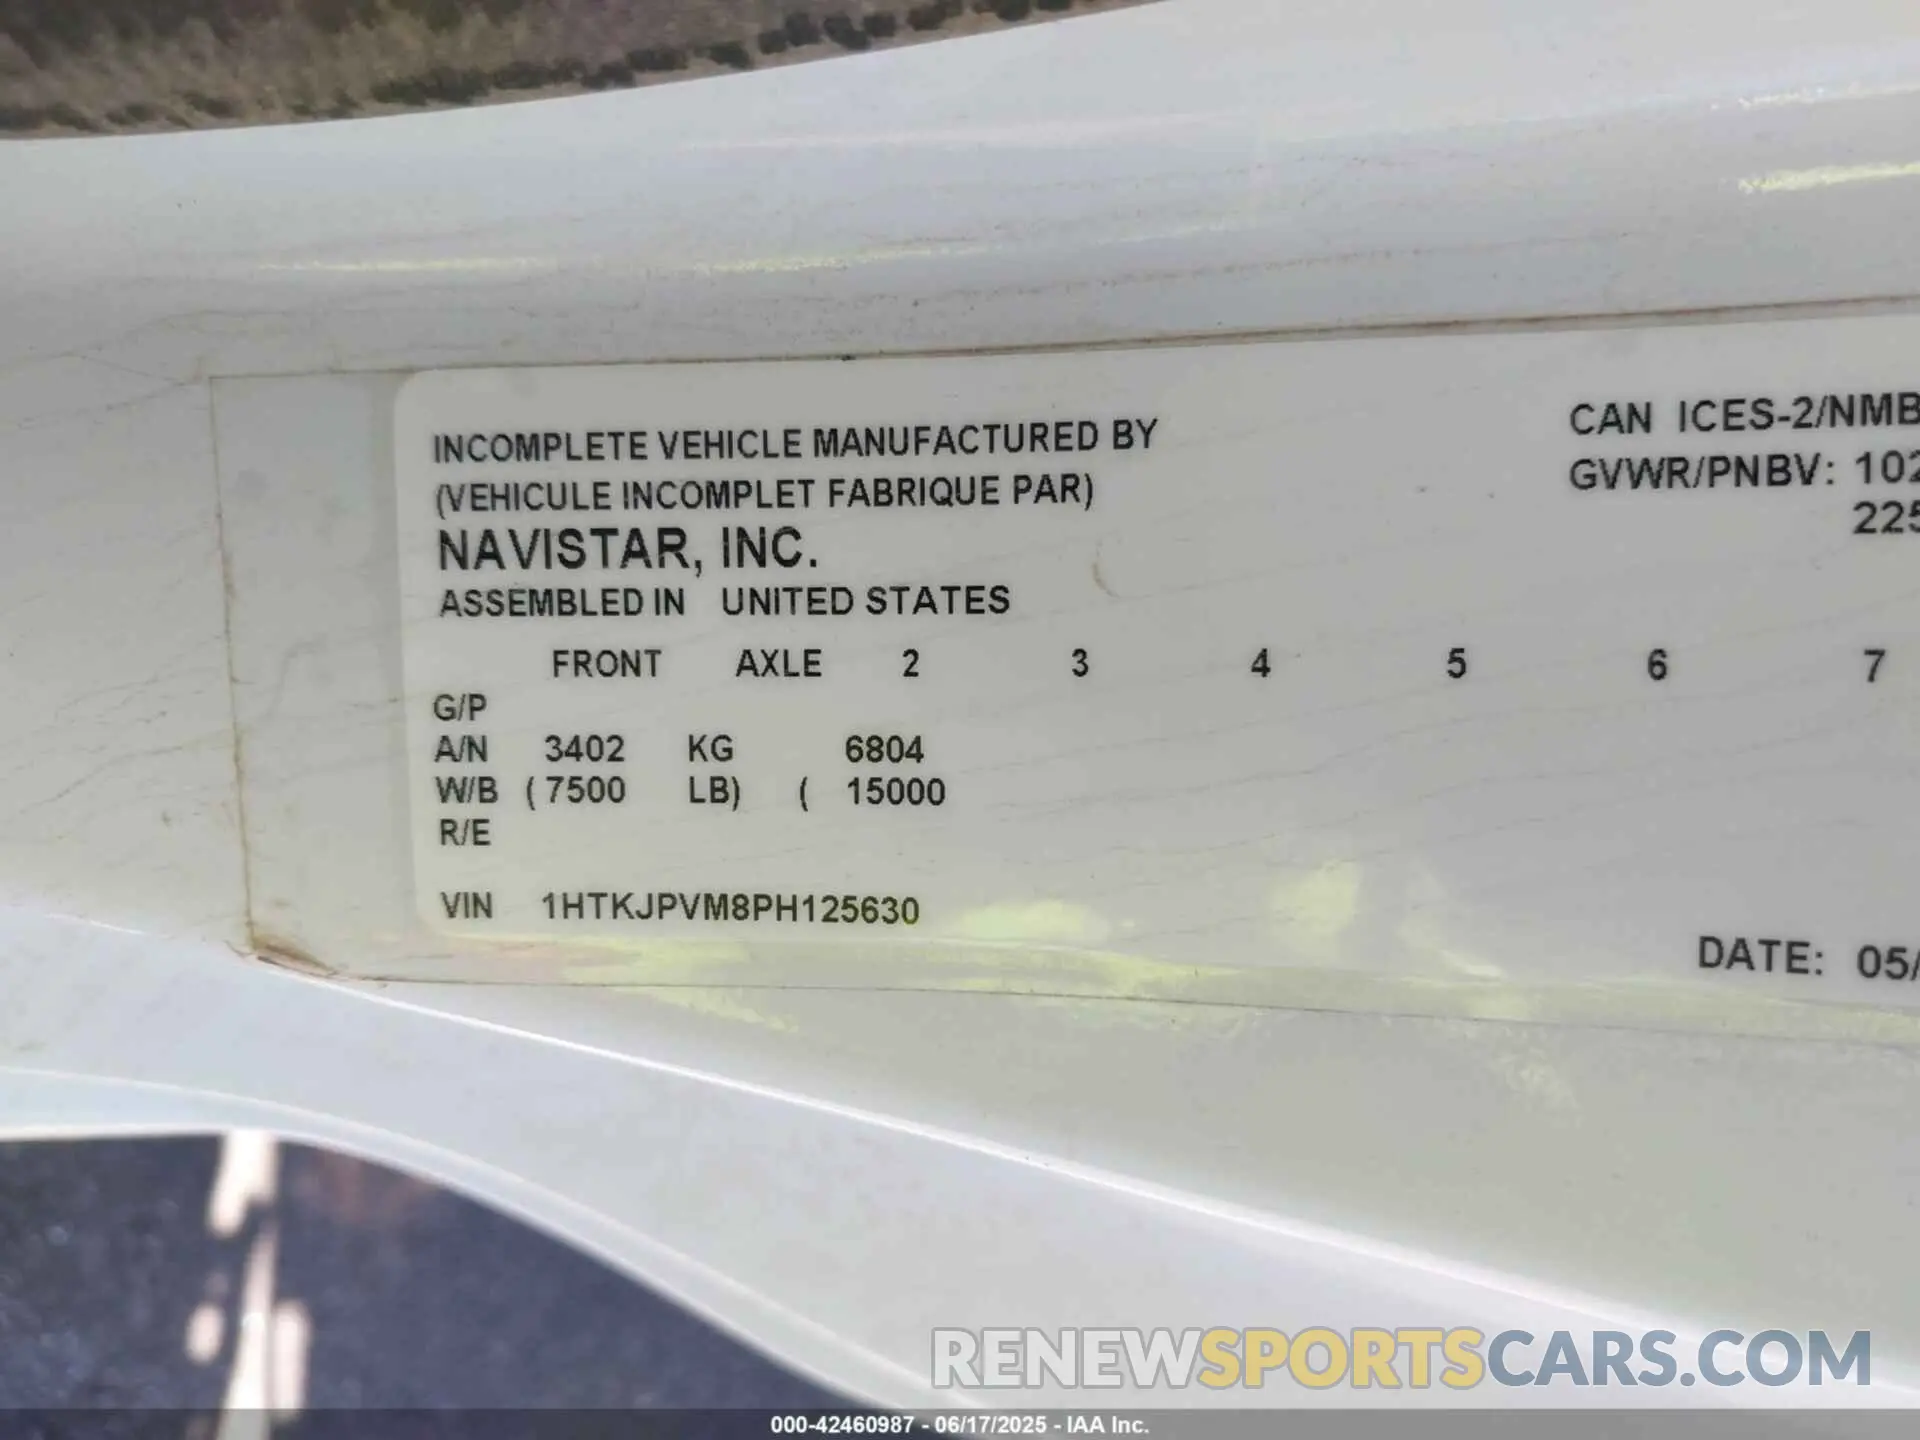 INCOMPLETE VEHICLE MANUFACTURED BY
(VEHICULE INCOMPLET FABRIQUE PAR)
NAVISTAR, INC.
ASSEMBLED IN UNITED STATES
CAN ICES-2/NMB
GVWR/PNBV: 102
225
FRONT AXLE 2 3 4 5 6 7
G/P
A/N 3402 KG 6804
W/B ( 7500 LB) ( 15000
R/E
VIN 1HTKJPVM8PH125630
DATE: 05/
RENEWSPORTSCARS.COM
000-42460987 - 06/17/2025 - IAA Inc.